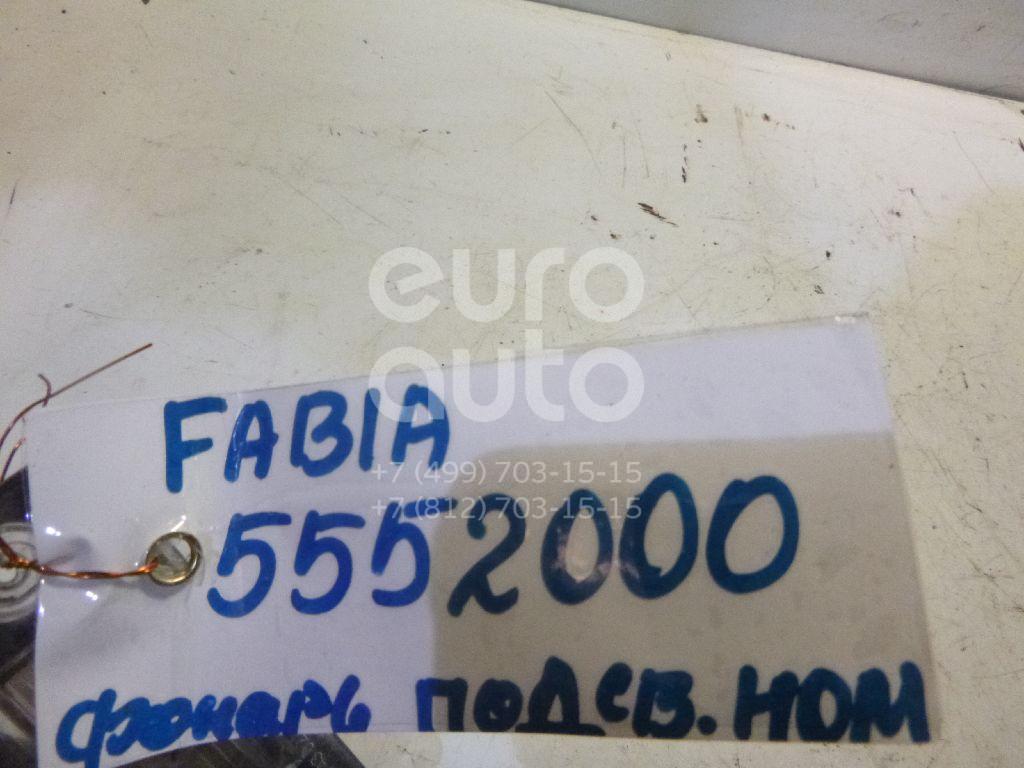 euro
auto
FABIA
+7 (499) 703-15-15
+7 (812) 703-15-15
5552000
фонарь подсв. ном